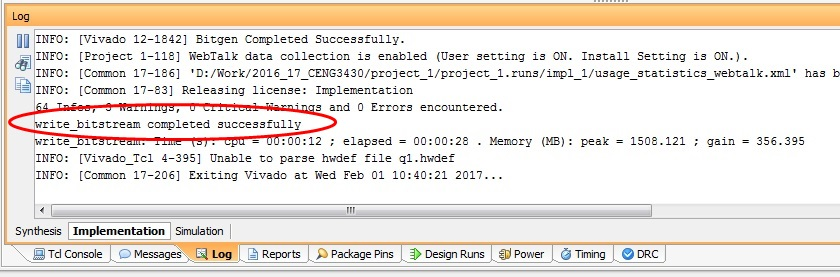 Log
INFO: [Vivado 12-1842] Bitgen Completed Successfully.
INFO: [Project 1-118] WebTalk data collection is enabled (User setting is ON. Install Setting is ON.).
INFO: [Common 17-186] 'D:/Work/2016_17_CENG3430/project_1/project_1.runs/impl_1/usage_statistics_webtalk.xml' has b
INFO: [Common 17-83] Releasing license: Implementation
64 Infos, 3 Warnings, 0 Critical Warnings and 0 Errors encountered.
write_bitstream completed successfully
write_bitstream: Time (s): cpu = 00:00:12 ; elapsed = 00:00:28 . Memory (MB): peak = 1508.121 ; gain = 356.395
INFO: [Vivado_Tcl 4-395] Unable to parse hwdef file q1.hwdef
INFO: [Common 17-206] Exiting Vivado at Wed Feb 01 10:40:21 2017...
Synthesis Implementation Simulation
Tcl Console Messages Log Reports Package Pins Design Runs Power Timing DRC